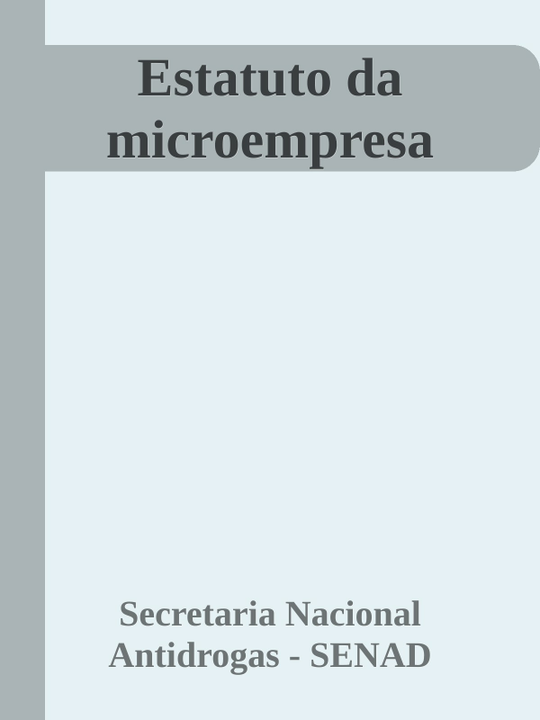 Estatuto da
microempresa
Secretaria Nacional
Antidrogas - SENAD